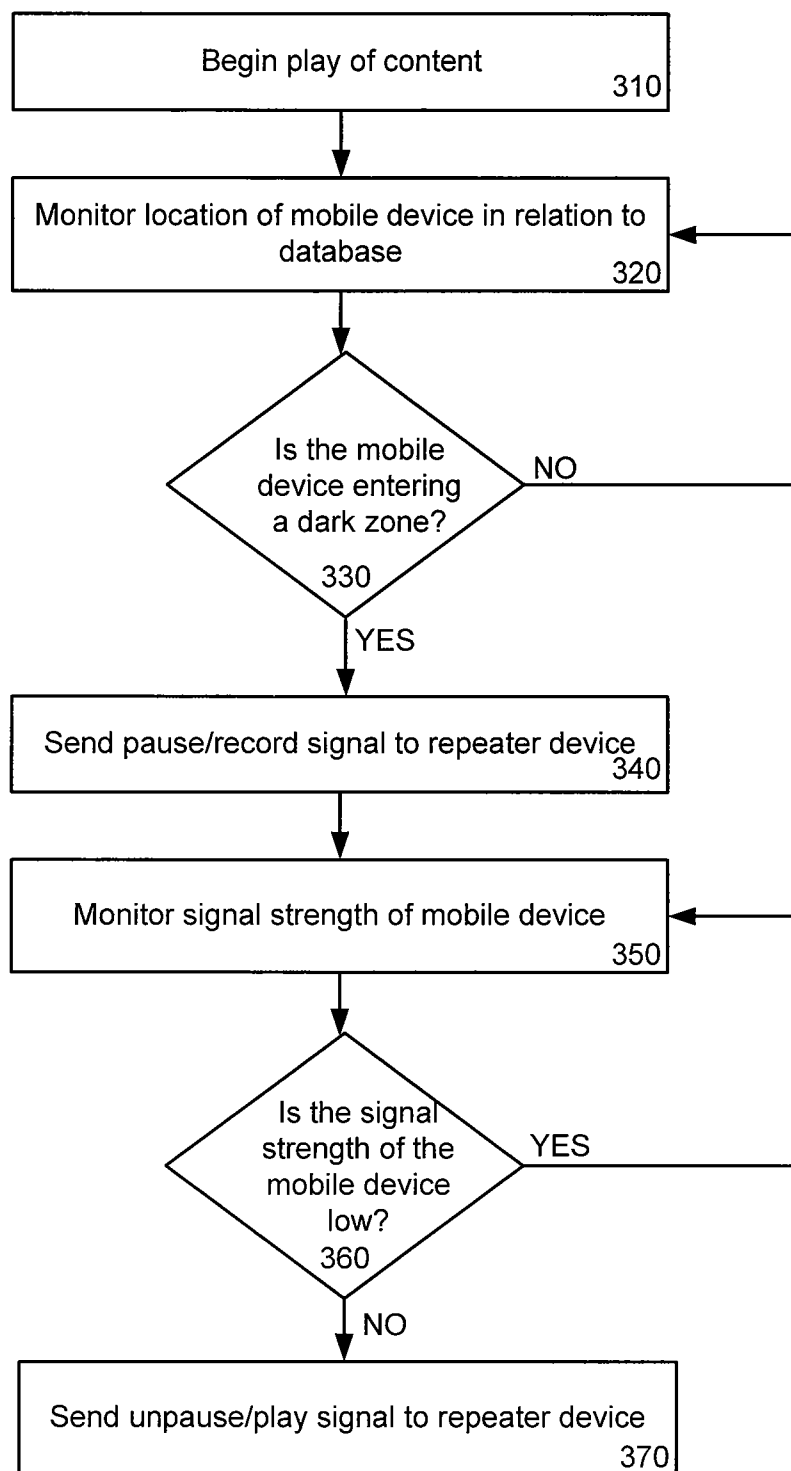 Begin play of content
310
Monitor location of mobile device in relation to
database
320
Is the mobile
device entering
a dark zone?
330
NO
YES
Send pause/record signal to repeater device
340
Monitor signal strength of mobile device
350
Is the signal
strength of the
mobile device
low?
360
YES
NO
Send unpause/play signal to repeater device
370